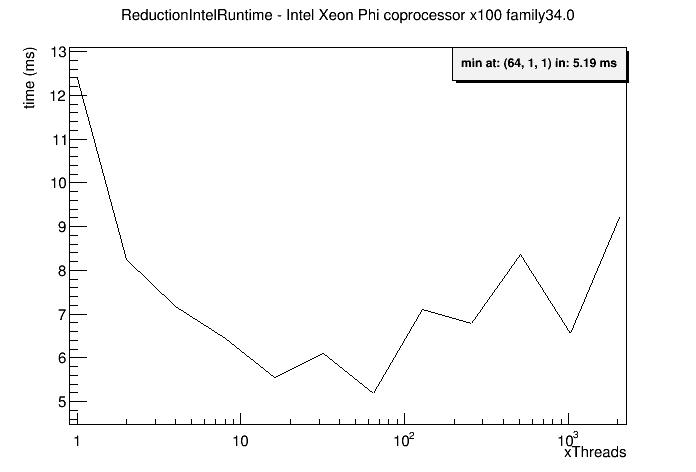 ReductionIntelRuntime - Intel Xeon Phi coprocessor x100 family34.0
min at: (64, 1, 1) in: 5.19 ms
time (ms)
13
12
11
10
9
8
7
6
5
1 10 10² 10³
xThreads